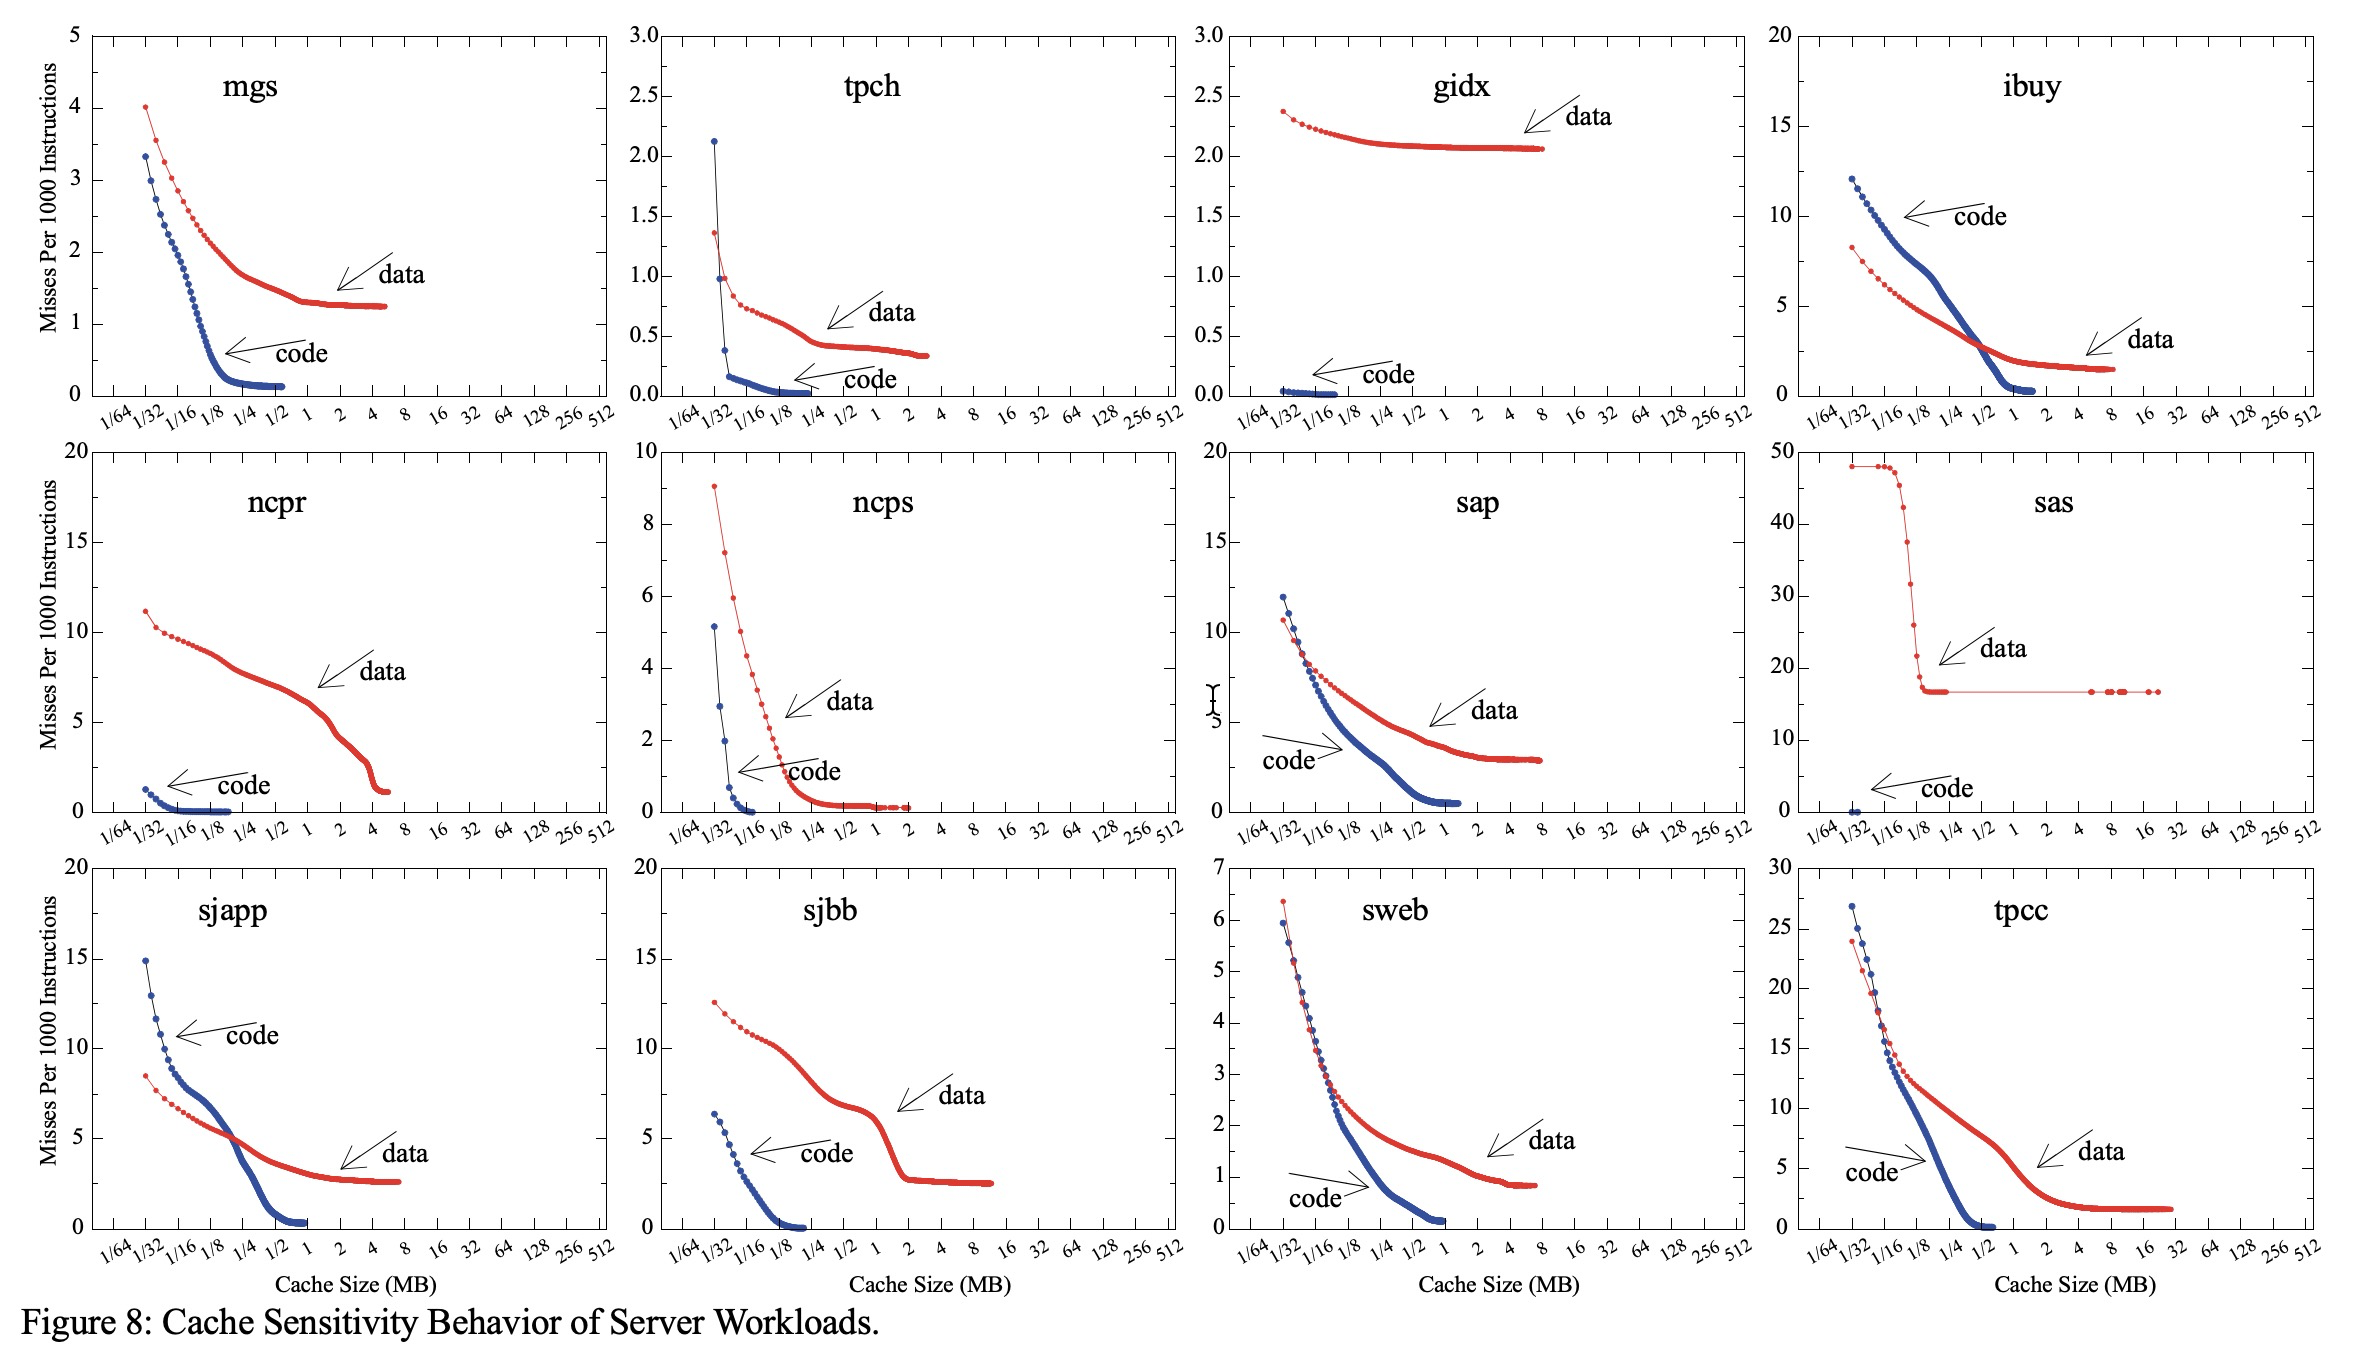 5
4
3
2
1
0
Misses Per 1000 Instructions
mgs
data
code
1/64 1/32 1/16 1/8 1/4 1/2 1 2 4 8 16 32 64 128 256 512
3.0
2.5
2.0
1.5
1.0
0.5
0.0
tpch
data
code
1/64 1/32 1/16 1/8 1/4 1/2 1 2 4 8 16 32 64 128 256 512
3.0
2.5
2.0
1.5
1.0
0.5
0.0
gidx
data
code
1/64 1/32 1/16 1/8 1/4 1/2 1 2 4 8 16 32 64 128 256 512
20
15
10
5
0
ibuy
code
data
1/64 1/32 1/16 1/8 1/4 1/2 1 2 4 8 16 32 64 128 256 512
20
15
10
5
0
Misses Per 1000 Instructions
ncpr
data
code
1/64 1/32 1/16 1/8 1/4 1/2 1 2 4 8 16 32 64 128 256 512
10
8
6
4
2
0
ncps
data
code
1/64 1/32 1/16 1/8 1/4 1/2 1 2 4 8 16 32 64 128 256 512
20
15
10
5
0
sap
data
code
1/64 1/32 1/16 1/8 1/4 1/2 1 2 4 8 16 32 64 128 256 512
50
40
30
20
10
0
sas
data
code
1/64 1/32 1/16 1/8 1/4 1/2 1 2 4 8 16 32 64 128 256 512
20
15
10
5
0
Misses Per 1000 Instructions
sjapp
code
data
1/64 1/32 1/16 1/8 1/4 1/2 1 2 4 8 16 32 64 128 256 512
Cache Size (MB)
20
15
10
5
0
sjbb
data
code
1/64 1/32 1/16 1/8 1/4 1/2 1 2 4 8 16 32 64 128 256 512
Cache Size (MB)
7
6
5
4
3
2
1
0
sweb
data
code
1/64 1/32 1/16 1/8 1/4 1/2 1 2 4 8 16 32 64 128 256 512
Cache Size (MB)
30
25
20
15
10
5
0
tpcc
data
code
1/64 1/32 1/16 1/8 1/4 1/2 1 2 4 8 16 32 64 128 256 512
Cache Size (MB)
Figure 8: Cache Sensitivity Behavior of Server Workloads.